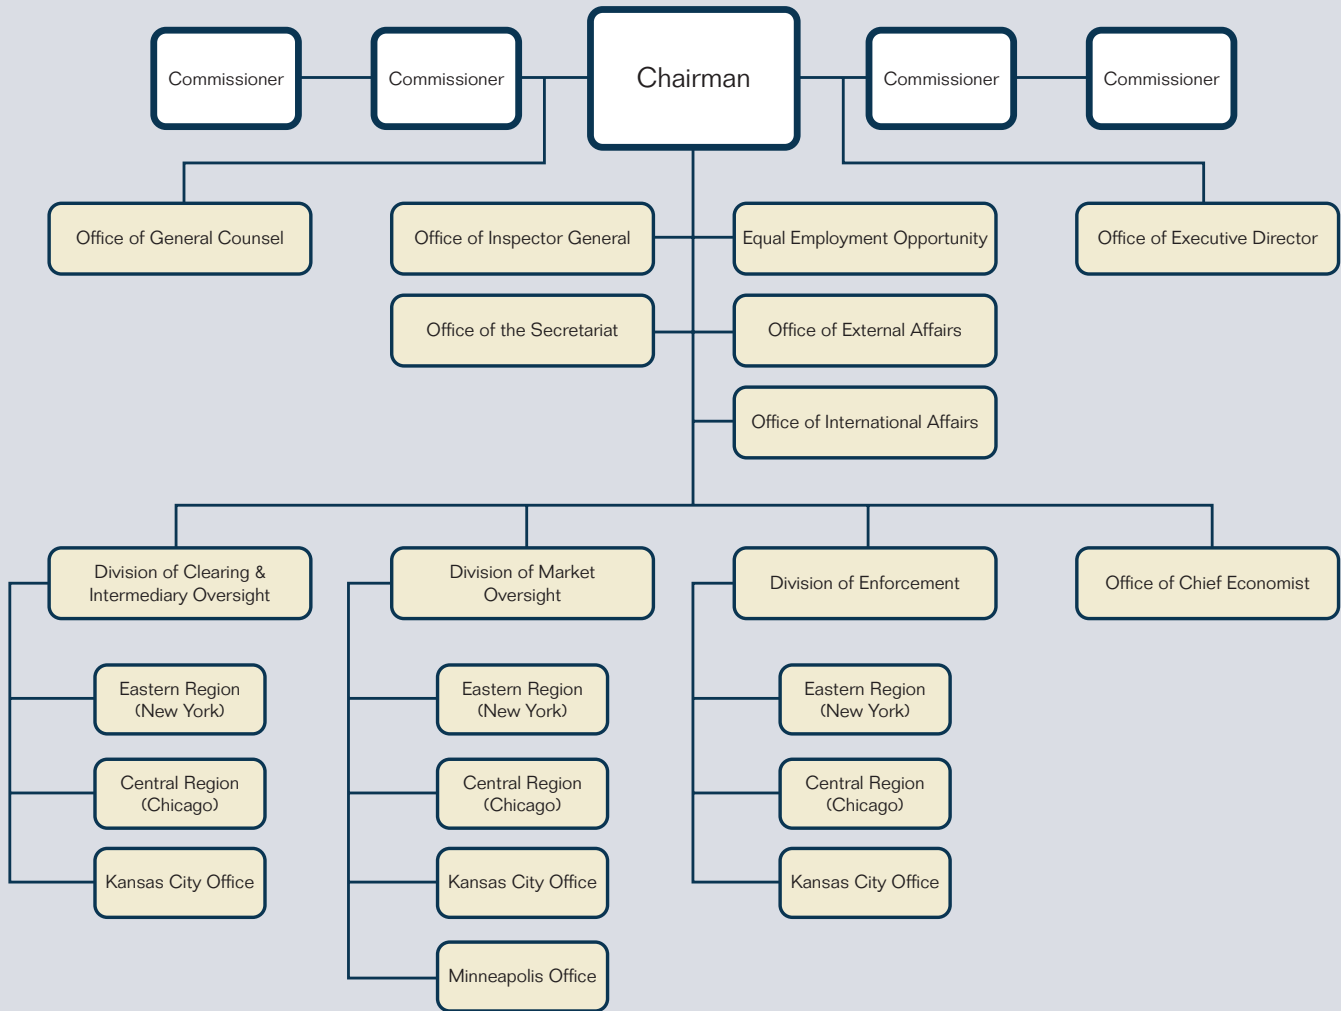 Commissioner
Commissioner
Chairman
Commissioner
Commissioner
Office of General Counsel
Office of Inspector General
Equal Employment Opportunity
Office of Executive Director
Office of the Secretariat
Office of External Affairs
Office of International Affairs
Division of Clearing &
Intermediary Oversight
Division of Market
Oversight
Division of Enforcement
Office of Chief Economist
Eastern Region
(New York)
Eastern Region
(New York)
Eastern Region
(New York)
Central Region
(Chicago)
Central Region
(Chicago)
Central Region
(Chicago)
Kansas City Office
Kansas City Office
Kansas City Office
Minneapolis Office